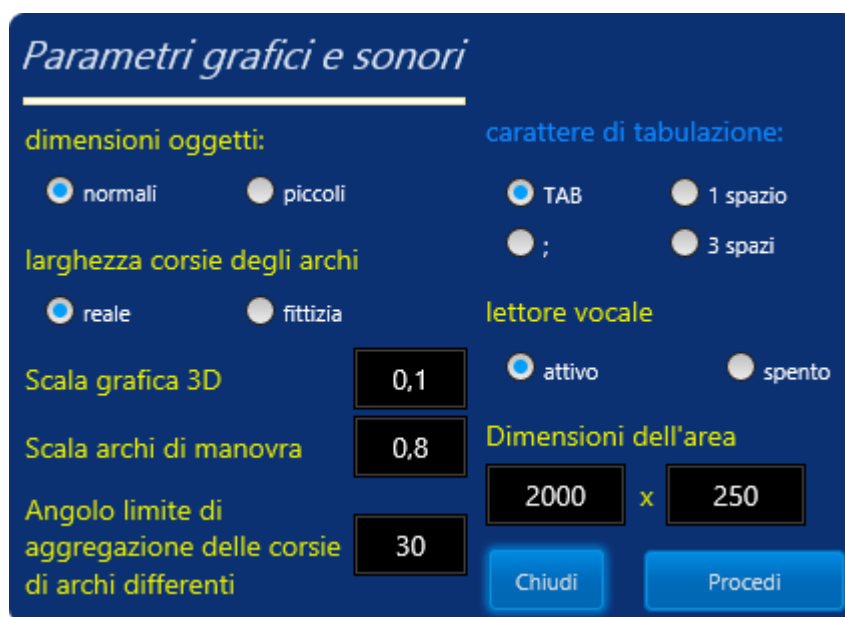 Parametri grafici e sonori
dimensioni oggetti:
normali piccoli
larghezza corsie degli archi
reale fittizia
Scala grafica 3D 0,1
Scala archi di manovra 0,8
Angolo limite di
aggregazione delle corsie
di archi differenti
30
carattere di tabulazione:
TAB 1 spazio
; 3 spazi
lettore vocale
attivo spento
Dimensioni dell'area
2000 x 250
Chiudi Procedi